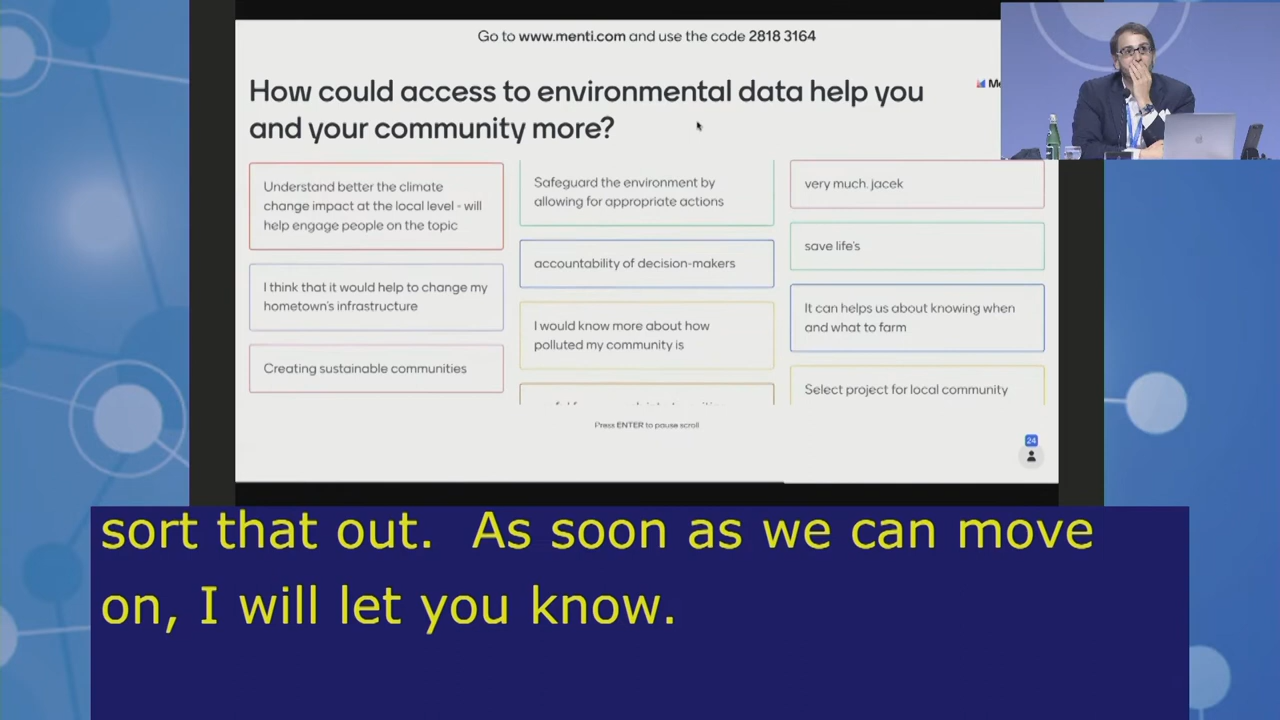 Go to www.menti.com and use the code 2818 3164
How could access to environmental data help you
and your community more?
Understand better the climate
change impact at the local level - will
help engage people on the topic
I think that it would help to change my
hometown's infrastructure
Creating sustainable communities
Safeguard the environment by
allowing for appropriate actions
accountability of decision-makers
I would know more about how
polluted my community is
very much. jacek
save life's
It can helps us about knowing when
and what to farm
Select project for local community
Press ENTER to pause scroll
24
sort that out. As soon as we can move
on, I will let you know.